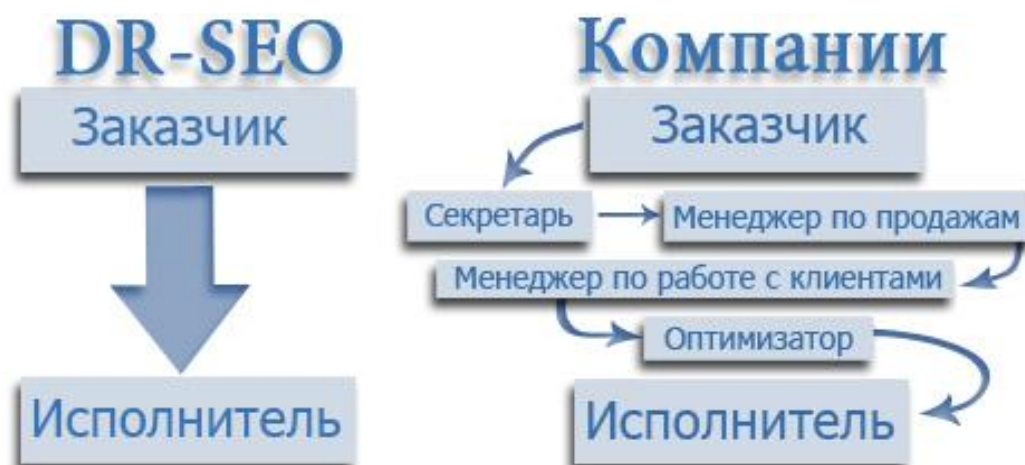 DR-SEO
Заказчик
Исполнитель
Компании
Заказчик
Секретарь
Менеджер по продажам
Менеджер по работе с клиентами
Оптимизатор
Исполнитель